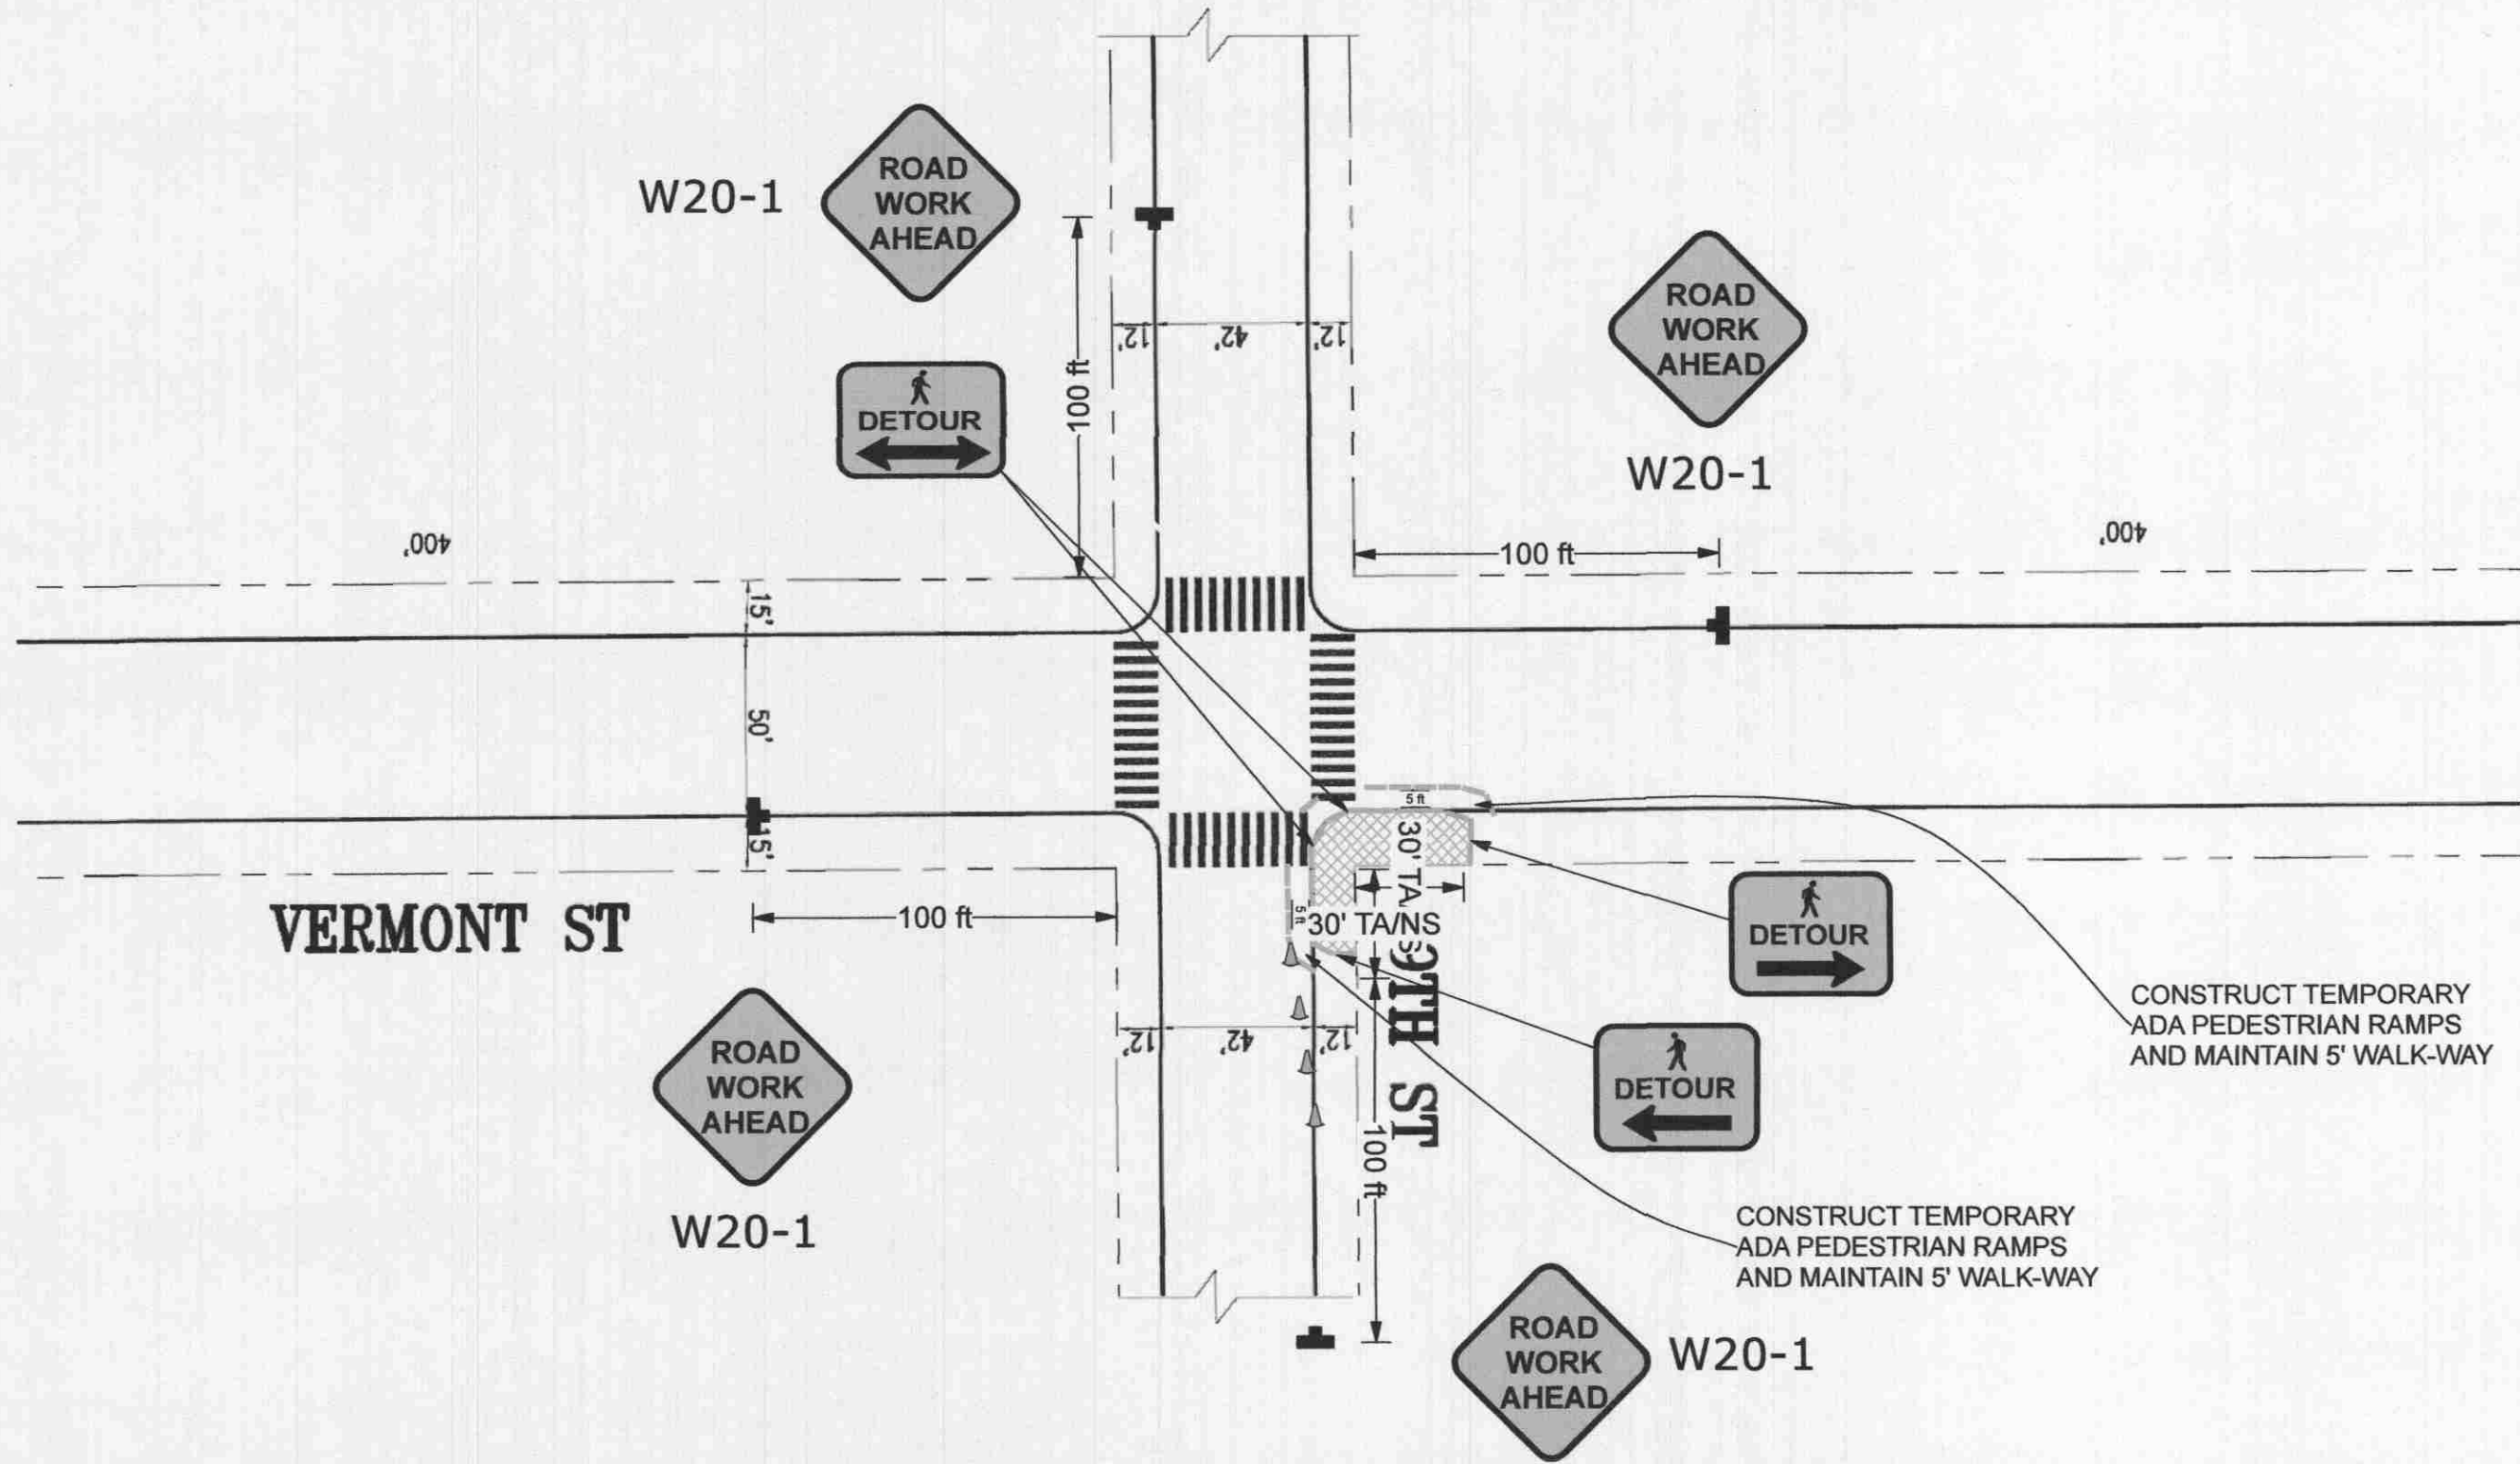 ROAD
WORK
AHEAD
W20-1
ROAD
WORK
AHEAD
W20-1
12'
42'
12'
100 ft
DETOUR
400'
100 ft
400'
15'
50'
15'
5 ft
30' TA/
5 ft
30' TA/NS
VERMONT ST
100 ft
DETOUR
TH ST
CONSTRUCT TEMPORARY
ADA PEDESTRIAN RAMPS
AND MAINTAIN 5' WALK-WAY
12'
42'
12'
DETOUR
100 ft
ROAD
WORK
AHEAD
W20-1
CONSTRUCT TEMPORARY
ADA PEDESTRIAN RAMPS
AND MAINTAIN 5' WALK-WAY
ROAD
WORK
AHEAD
W20-1